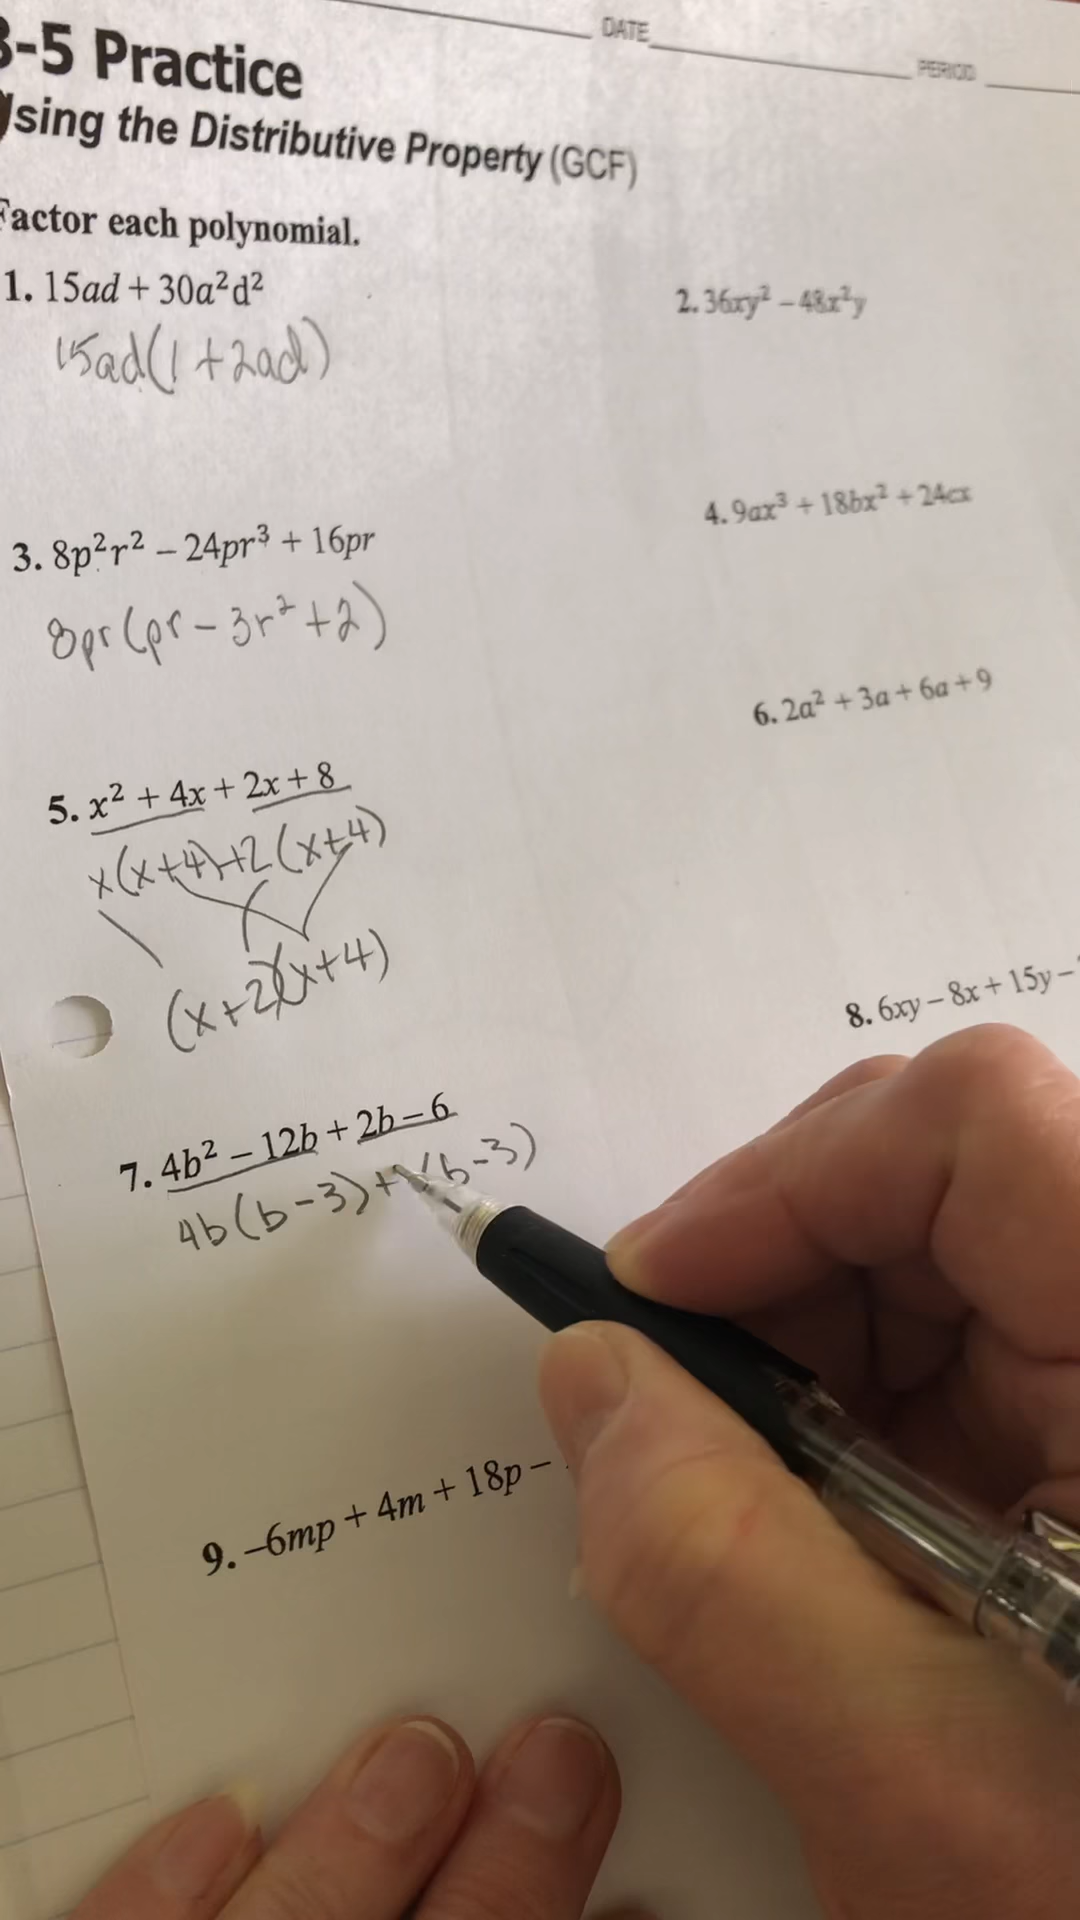 DATE PERIOD
-5 Practice
sing the Distributive Property (GCF)
Factor each polynomial.
1. 15ad + 30a²d²
2. 36xy² – 48x²y
15ad(1 + 2ad)
3. 8p²r² – 24pr³ + 16pr
4. 9ax³ + 18bx² + 24cx
8pr(pr – 3r² + 2)
5. x² + 4x + 2x + 8
6. 2a² + 3a + 6a + 9
x(x+4)+2(x+4)
(x+2)(x+4)
7. 4b² – 12b + 2b – 6
8. 6xy – 8x + 15y –
4b(b-3)+ (b-3)
9. –6mp + 4m + 18p –